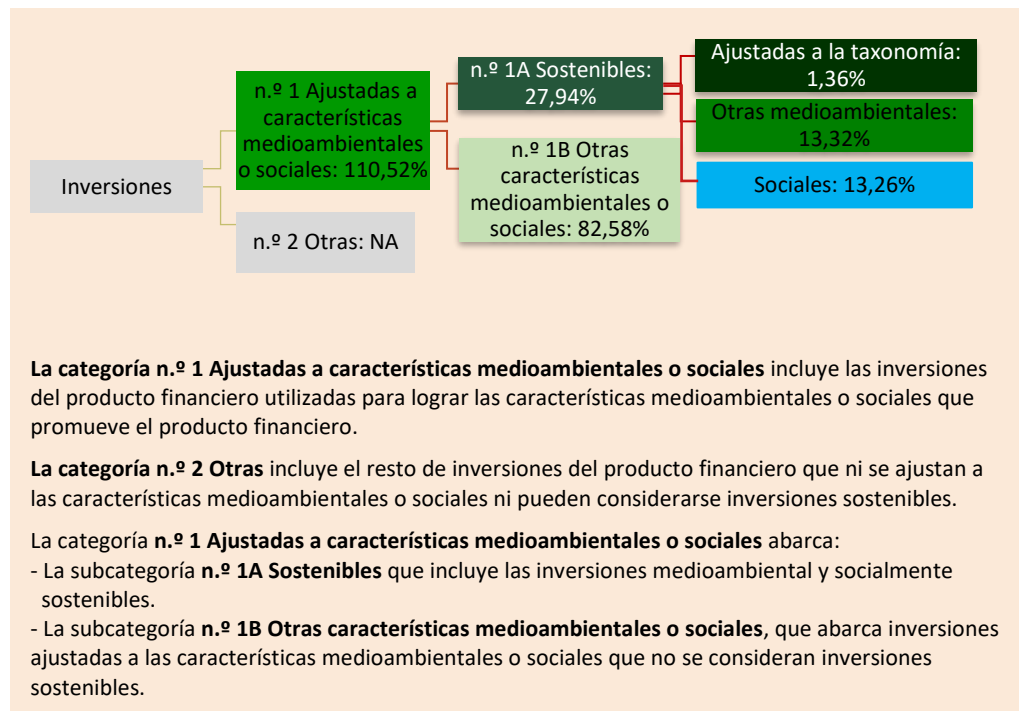 Inversiones
n.º 1 Ajustadas a
características
medioambientales
o sociales: 110,52%
n.º 2 Otras: NA
n.º 1A Sostenibles:
27,94%
n.º 1B Otras
características
medioambientales o
sociales: 82,58%
Ajustadas a la taxonomía:
1,36%
Otras medioambientales:
13,32%
Sociales: 13,26%
La categoría n.º 1 Ajustadas a características medioambientales o sociales incluye las inversiones
del producto financiero utilizadas para lograr las características medioambientales o sociales que
promueve el producto financiero.
La categoría n.º 2 Otras incluye el resto de inversiones del producto financiero que ni se ajustan a
las características medioambientales o sociales ni pueden considerarse inversiones sostenibles.
La categoría n.º 1 Ajustadas a características medioambientales o sociales abarca:
- La subcategoría n.º 1A Sostenibles que incluye las inversiones medioambiental y socialmente
sostenibles.
- La subcategoría n.º 1B Otras características medioambientales o sociales, que abarca inversiones
ajustadas a las características medioambientales o sociales que no se consideran inversiones
sostenibles.